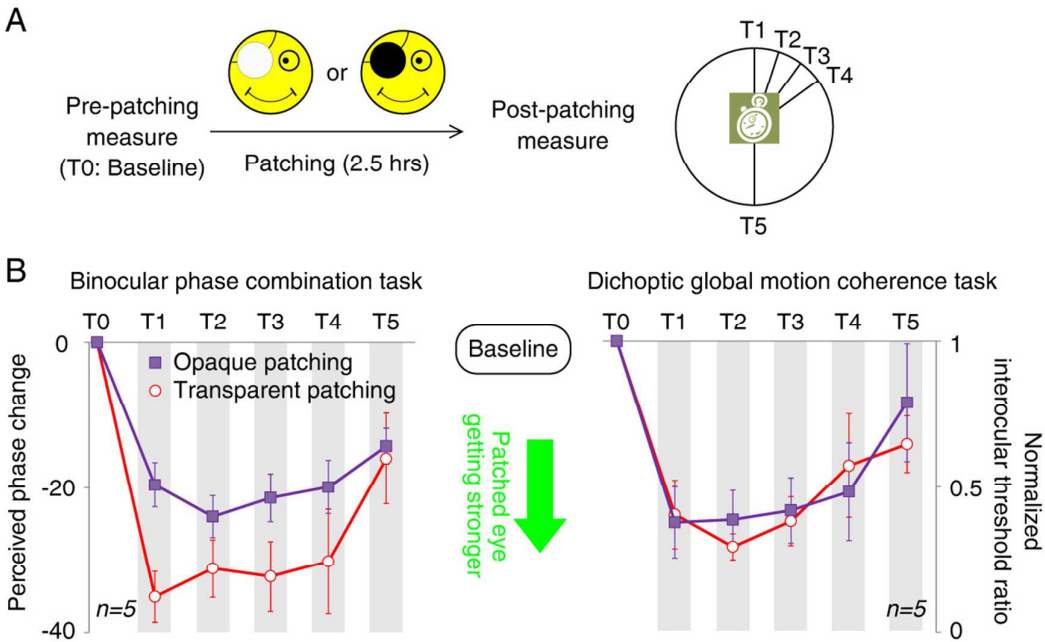 A
Pre-patching
measure
(T0: Baseline)
or
Patching (2.5 hrs)
Post-patching
measure
T1
T2
T3
T4
T5
B
Binocular phase combination task
T0 T1 T2 T3 T4 T5
0
-20
-40
Perceived phase change
Opaque patching
Transparent patching
n=5
Baseline
Patched eye
getting stronger
Dichoptic global motion coherence task
T0 T1 T2 T3 T4 T5
1
0.5
0
Normalized
interocular threshold ratio
n=5